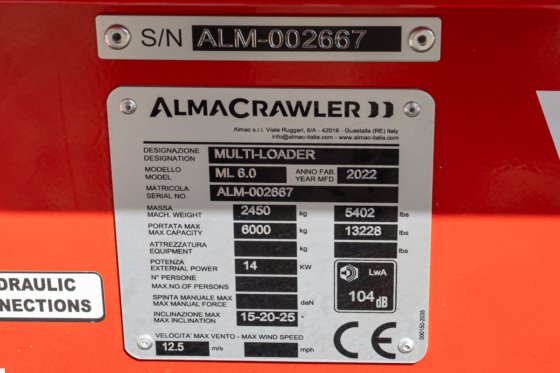 S/N ALM-002667
ALMACRAWLER
Almac s.r.l. Viale Ruggeri, 6/A - 42016 - Guastalla (RE) Italy
info@almac-italia.com - www.almac-italia.com
DESIGNAZIONE
DESIGNATION MULTI-LOADER
MODELLO
MODEL ML 6.0 ANNO FAB.
YEAR MFD 2022
MATRICOLA
SERIAL NO. ALM-002667
MASSA
MACH. WEIGHT 2450 kg 5402 lbs
PORTATA MAX
MAX CAPACITY 6000 kg 13228 lbs
ATTREZZATURA
EQUIPMENT kg lbs
POTENZA
EXTERNAL POWER 14 KW
N° PERSONE
MAX.NO.OF PERSONS
SPINTA MANUALE MAX
MAX MANUAL FORCE daN
INCLINAZIONE MAX
MAX INCLINATION 15-20-25 °
LWA
104 dB
CE
VELOCITA' MAX VENTO - MAX WIND SPEED
12.5 m/s mph
000150-2035
DRAULIC
NNECTIONS